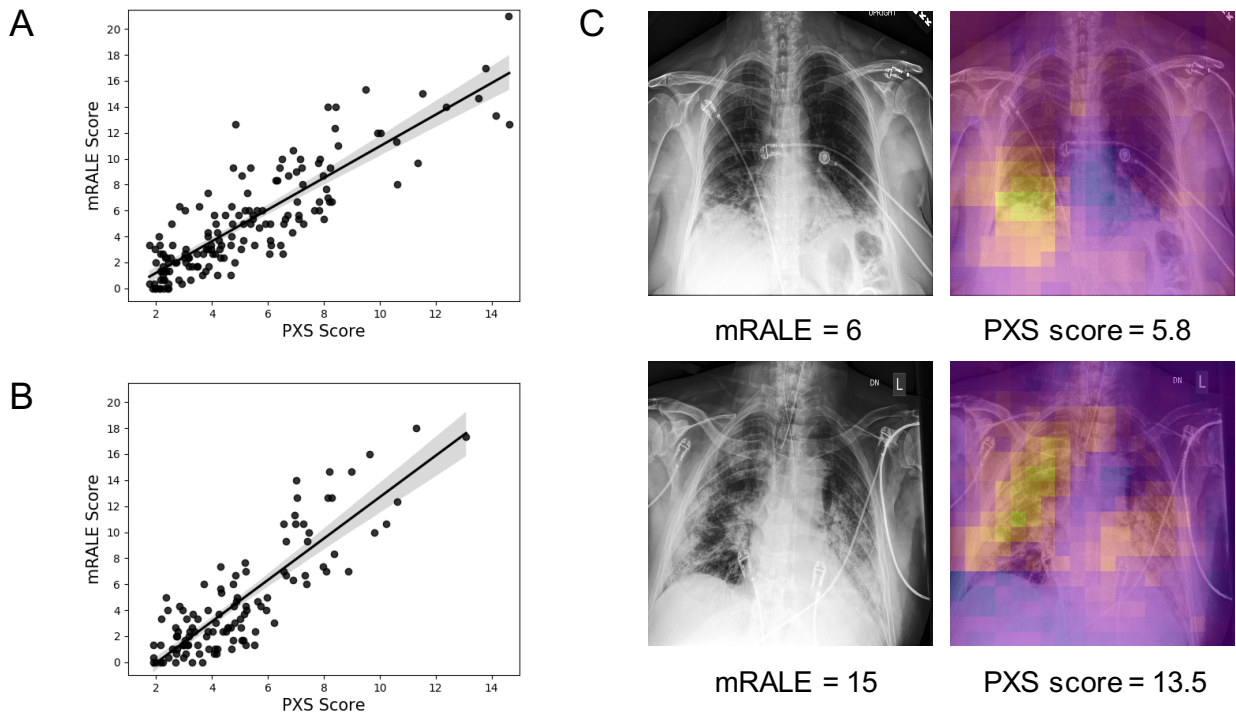 A
mRALE Score
20
18
16
14
12
10
8
6
4
2
0
2 4 6 8 10 12 14
PXS Score
B
mRALE Score
20
18
16
14
12
10
8
6
4
2
0
2 4 6 8 10 12 14
PXS Score
C
UPRIGHT
mRALE = 6
PXS score = 5.8
DN L
DN L
mRALE = 15
PXS score = 13.5